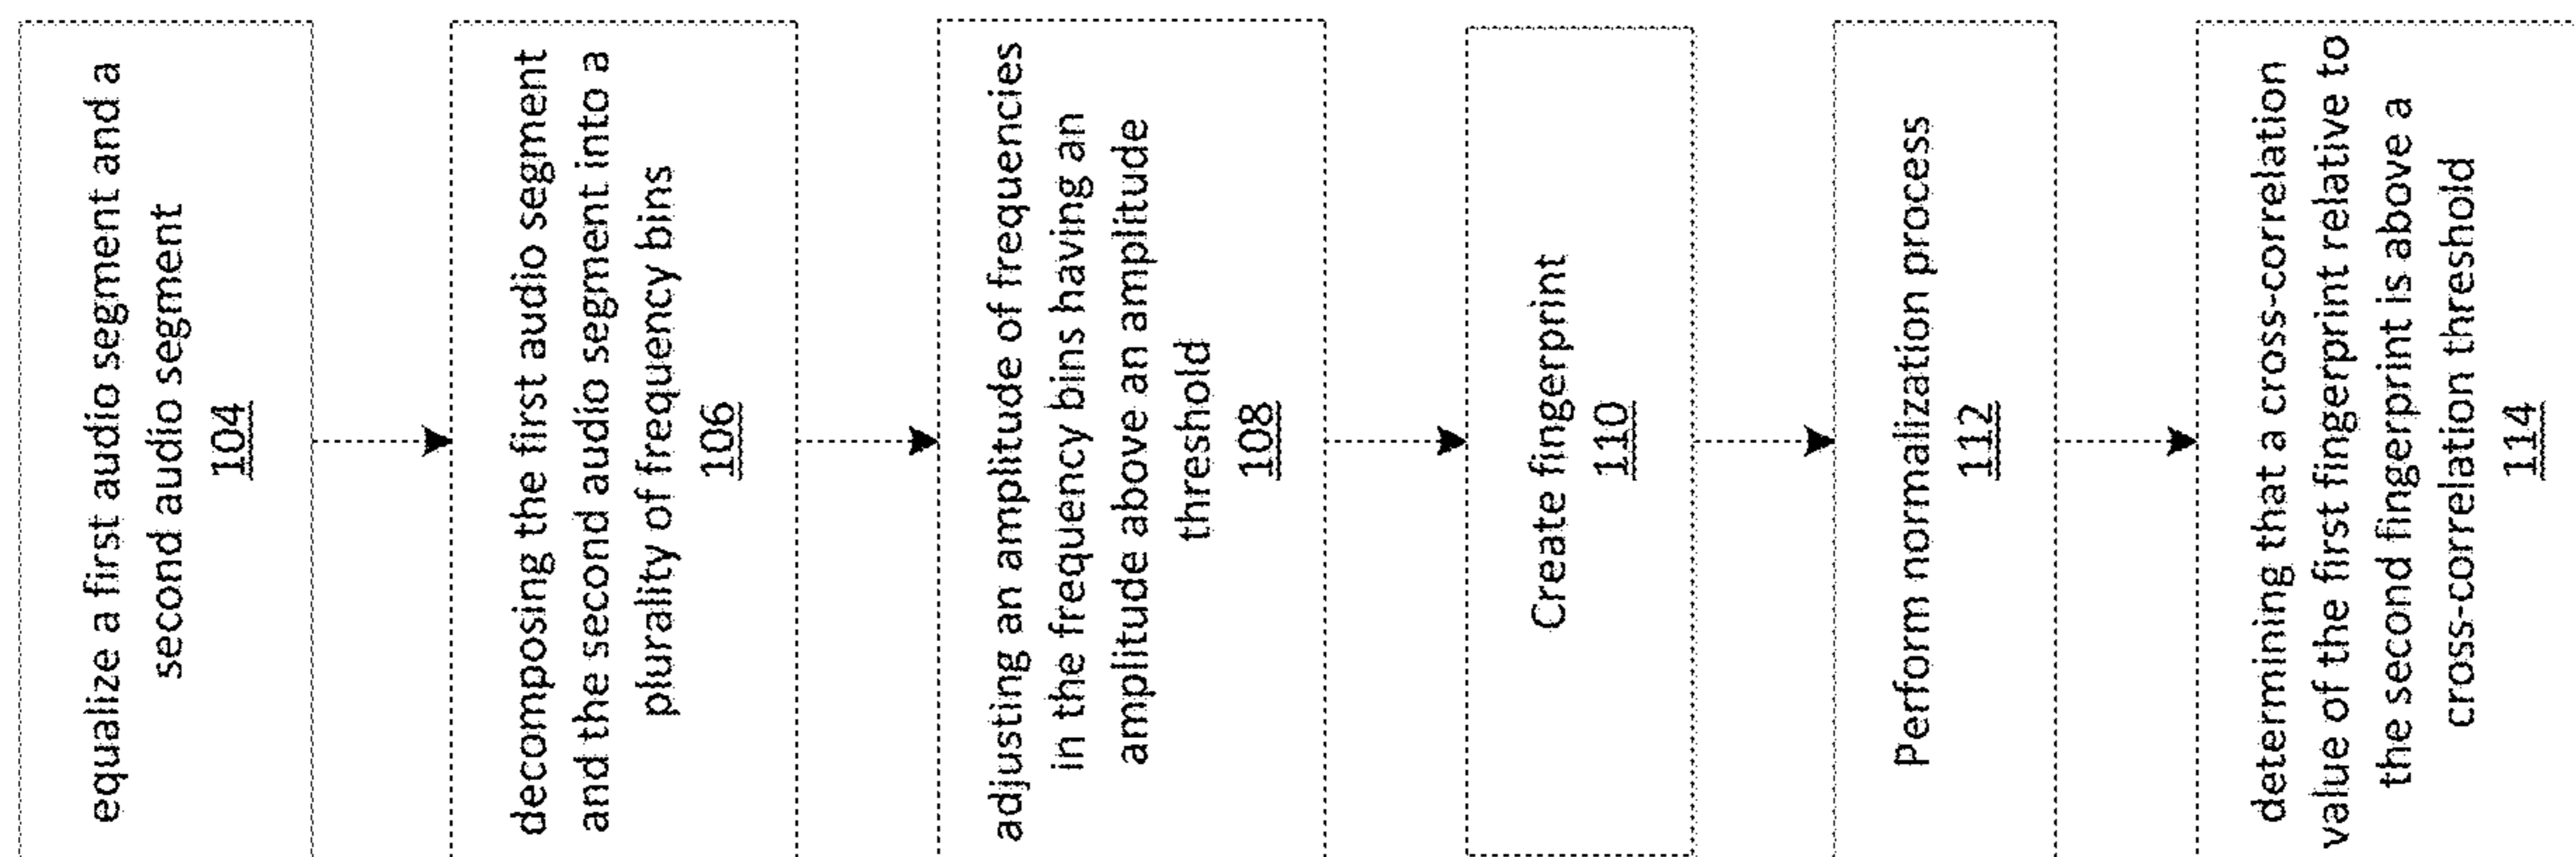 equalize a first audio segment and a
second audio segment
104
decomposing the first audio segment
and the second audio segment into a
plurality of frequency bins
106
adjusting an amplitude of frequencies
in the frequency bins having an
amplitude above an amplitude
threshold
108
Create fingerprint
110
Perform normalization process
112
determining that a cross-correlation
value of the first fingerprint relative to
the second fingerprint is above a
cross-correlation threshold
114